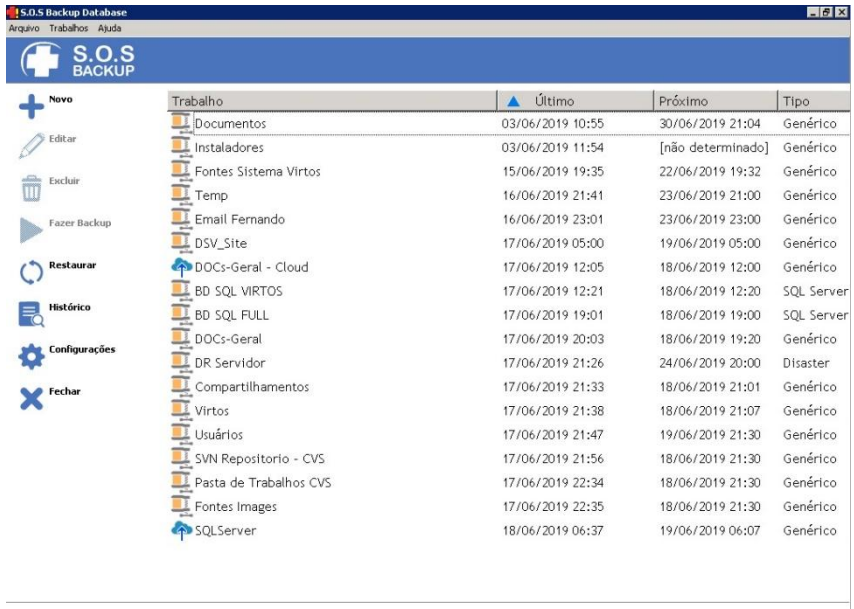 S.O.S Backup Database
Arquivo Trabalhos Ajuda
S.O.S
BACKUP
Novo
Editar
Excluir
Fazer Backup
Restaurar
Histórico
Configurações
Fechar
Trabalho Último Próximo Tipo
Documentos 03/06/2019 10:55 30/06/2019 21:04 Genérico
Instaladores 03/06/2019 11:54 [não determinado] Genérico
Fontes Sistema Virtos 15/06/2019 19:35 22/06/2019 19:32 Genérico
Temp 16/06/2019 21:41 23/06/2019 21:00 Genérico
Email Fernando 16/06/2019 23:01 23/06/2019 23:00 Genérico
DSV_Site 17/06/2019 05:00 19/06/2019 05:00 Genérico
DOCs-Geral - Cloud 17/06/2019 12:05 18/06/2019 12:00 Genérico
BD SQL VIRTOS 17/06/2019 12:21 18/06/2019 12:20 SQL Server
BD SQL FULL 17/06/2019 19:01 18/06/2019 19:00 SQL Server
DOCs-Geral 17/06/2019 20:03 18/06/2019 19:20 Genérico
DR Servidor 17/06/2019 21:26 24/06/2019 20:00 Disaster
Compartilhamentos 17/06/2019 21:33 18/06/2019 21:01 Genérico
Virtos 17/06/2019 21:38 18/06/2019 21:07 Genérico
Usuários 17/06/2019 21:47 19/06/2019 21:30 Genérico
SVN Repositorio - CVS 17/06/2019 21:56 18/06/2019 21:30 Genérico
Pasta de Trabalhos CVS 17/06/2019 22:34 18/06/2019 21:30 Genérico
Fontes Images 17/06/2019 22:35 18/06/2019 21:30 Genérico
SQLServer 18/06/2019 06:37 19/06/2019 06:07 Genérico